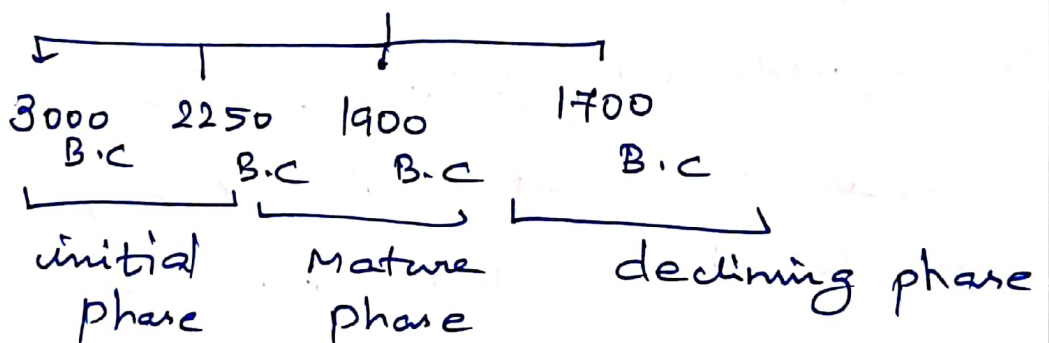 3000 2250 1900 1700
B.C B.C B.C B.C
initial Mature declining phase
phase phase